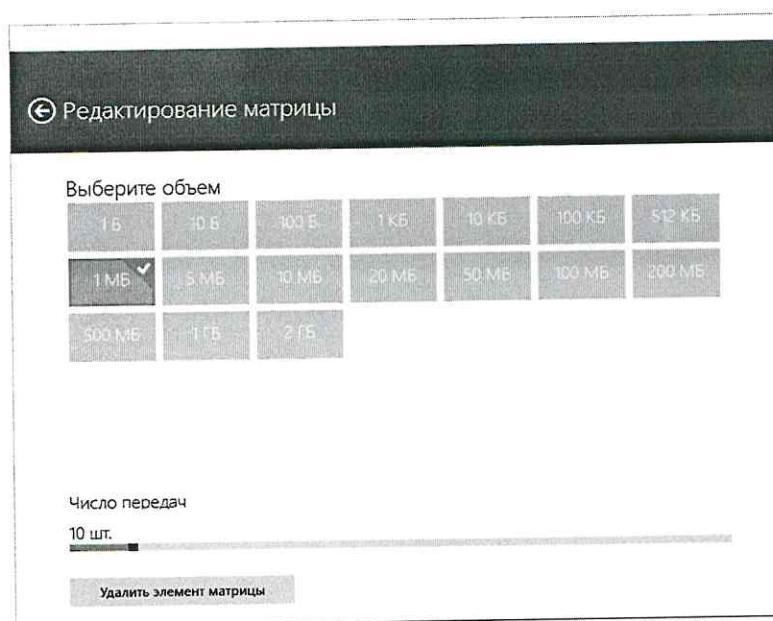 Редактирование матрицы
Выберите объем
1 Б 10 Б 100 Б 1 КБ 10 КБ 100 КБ 512 КБ
1 МБ 5 МБ 10 МБ 20 МБ 50 МБ 100 МБ 200 МБ
500 МБ 1 ГБ 2 ГБ
Число передач
10 шт.
Удалить элемент матрицы